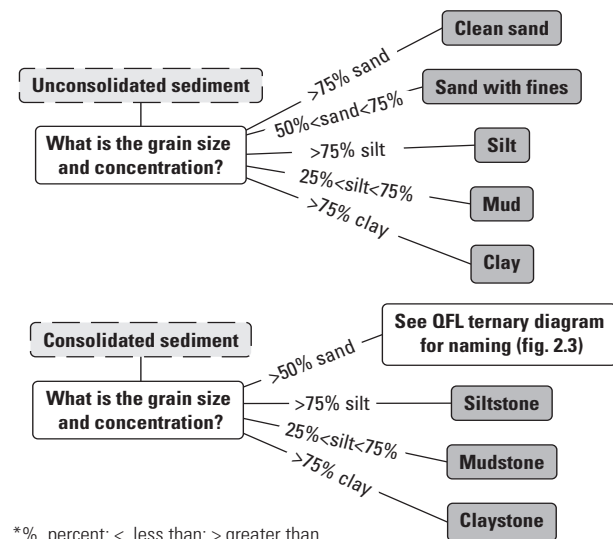 Clean sand
>75% sand
Unconsolidated sediment
Sand with fines
50%<sand<75%
What is the grain size
and concentration?
>75% silt
Silt
25%<silt<75%
Mud
>75% clay
Clay
See QFL ternary diagram
for naming (fig. 2.3)
Consolidated sediment
>50% sand
What is the grain size
and concentration?
>75% silt
Siltstone
25%<silt<75%
Mudstone
>75% clay
Claystone
*%, percent; <, less than; > greater than